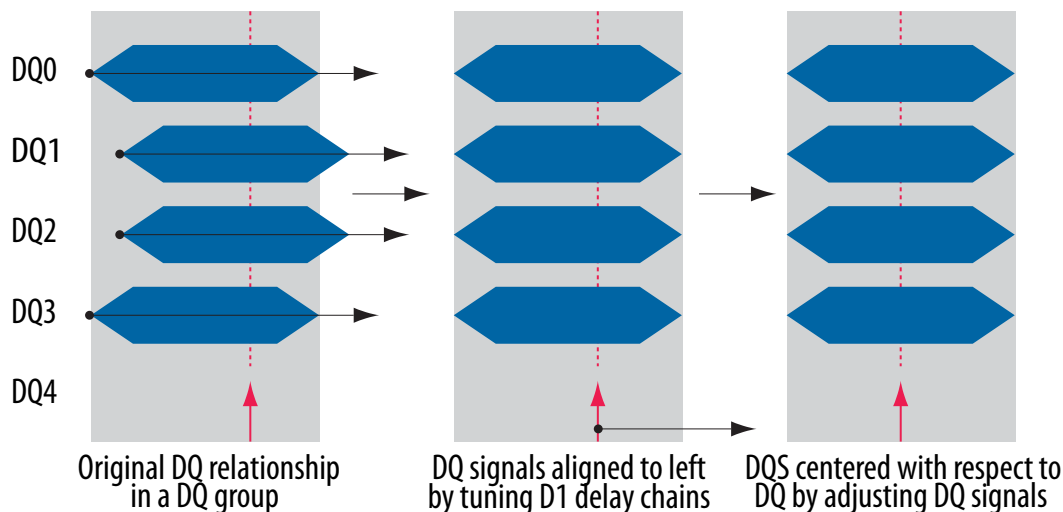 DQ0
DQ1
DQ2
DQ3
DQ4
Original DQ relationship
in a DQ group
DQ signals aligned to left
by tuning D1 delay chains
DQS centered with respect to
DQ by adjusting DQ signals